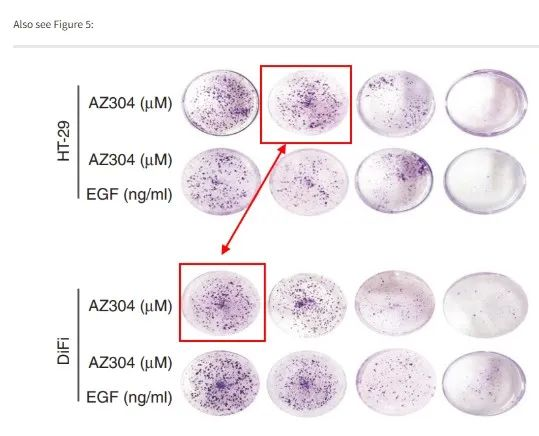 Also see Figure 5:
HT-29
AZ304 (μM)
AZ304 (μM)
EGF (ng/ml)
DiFi
AZ304 (μM)
AZ304 (μM)
EGF (ng/ml)